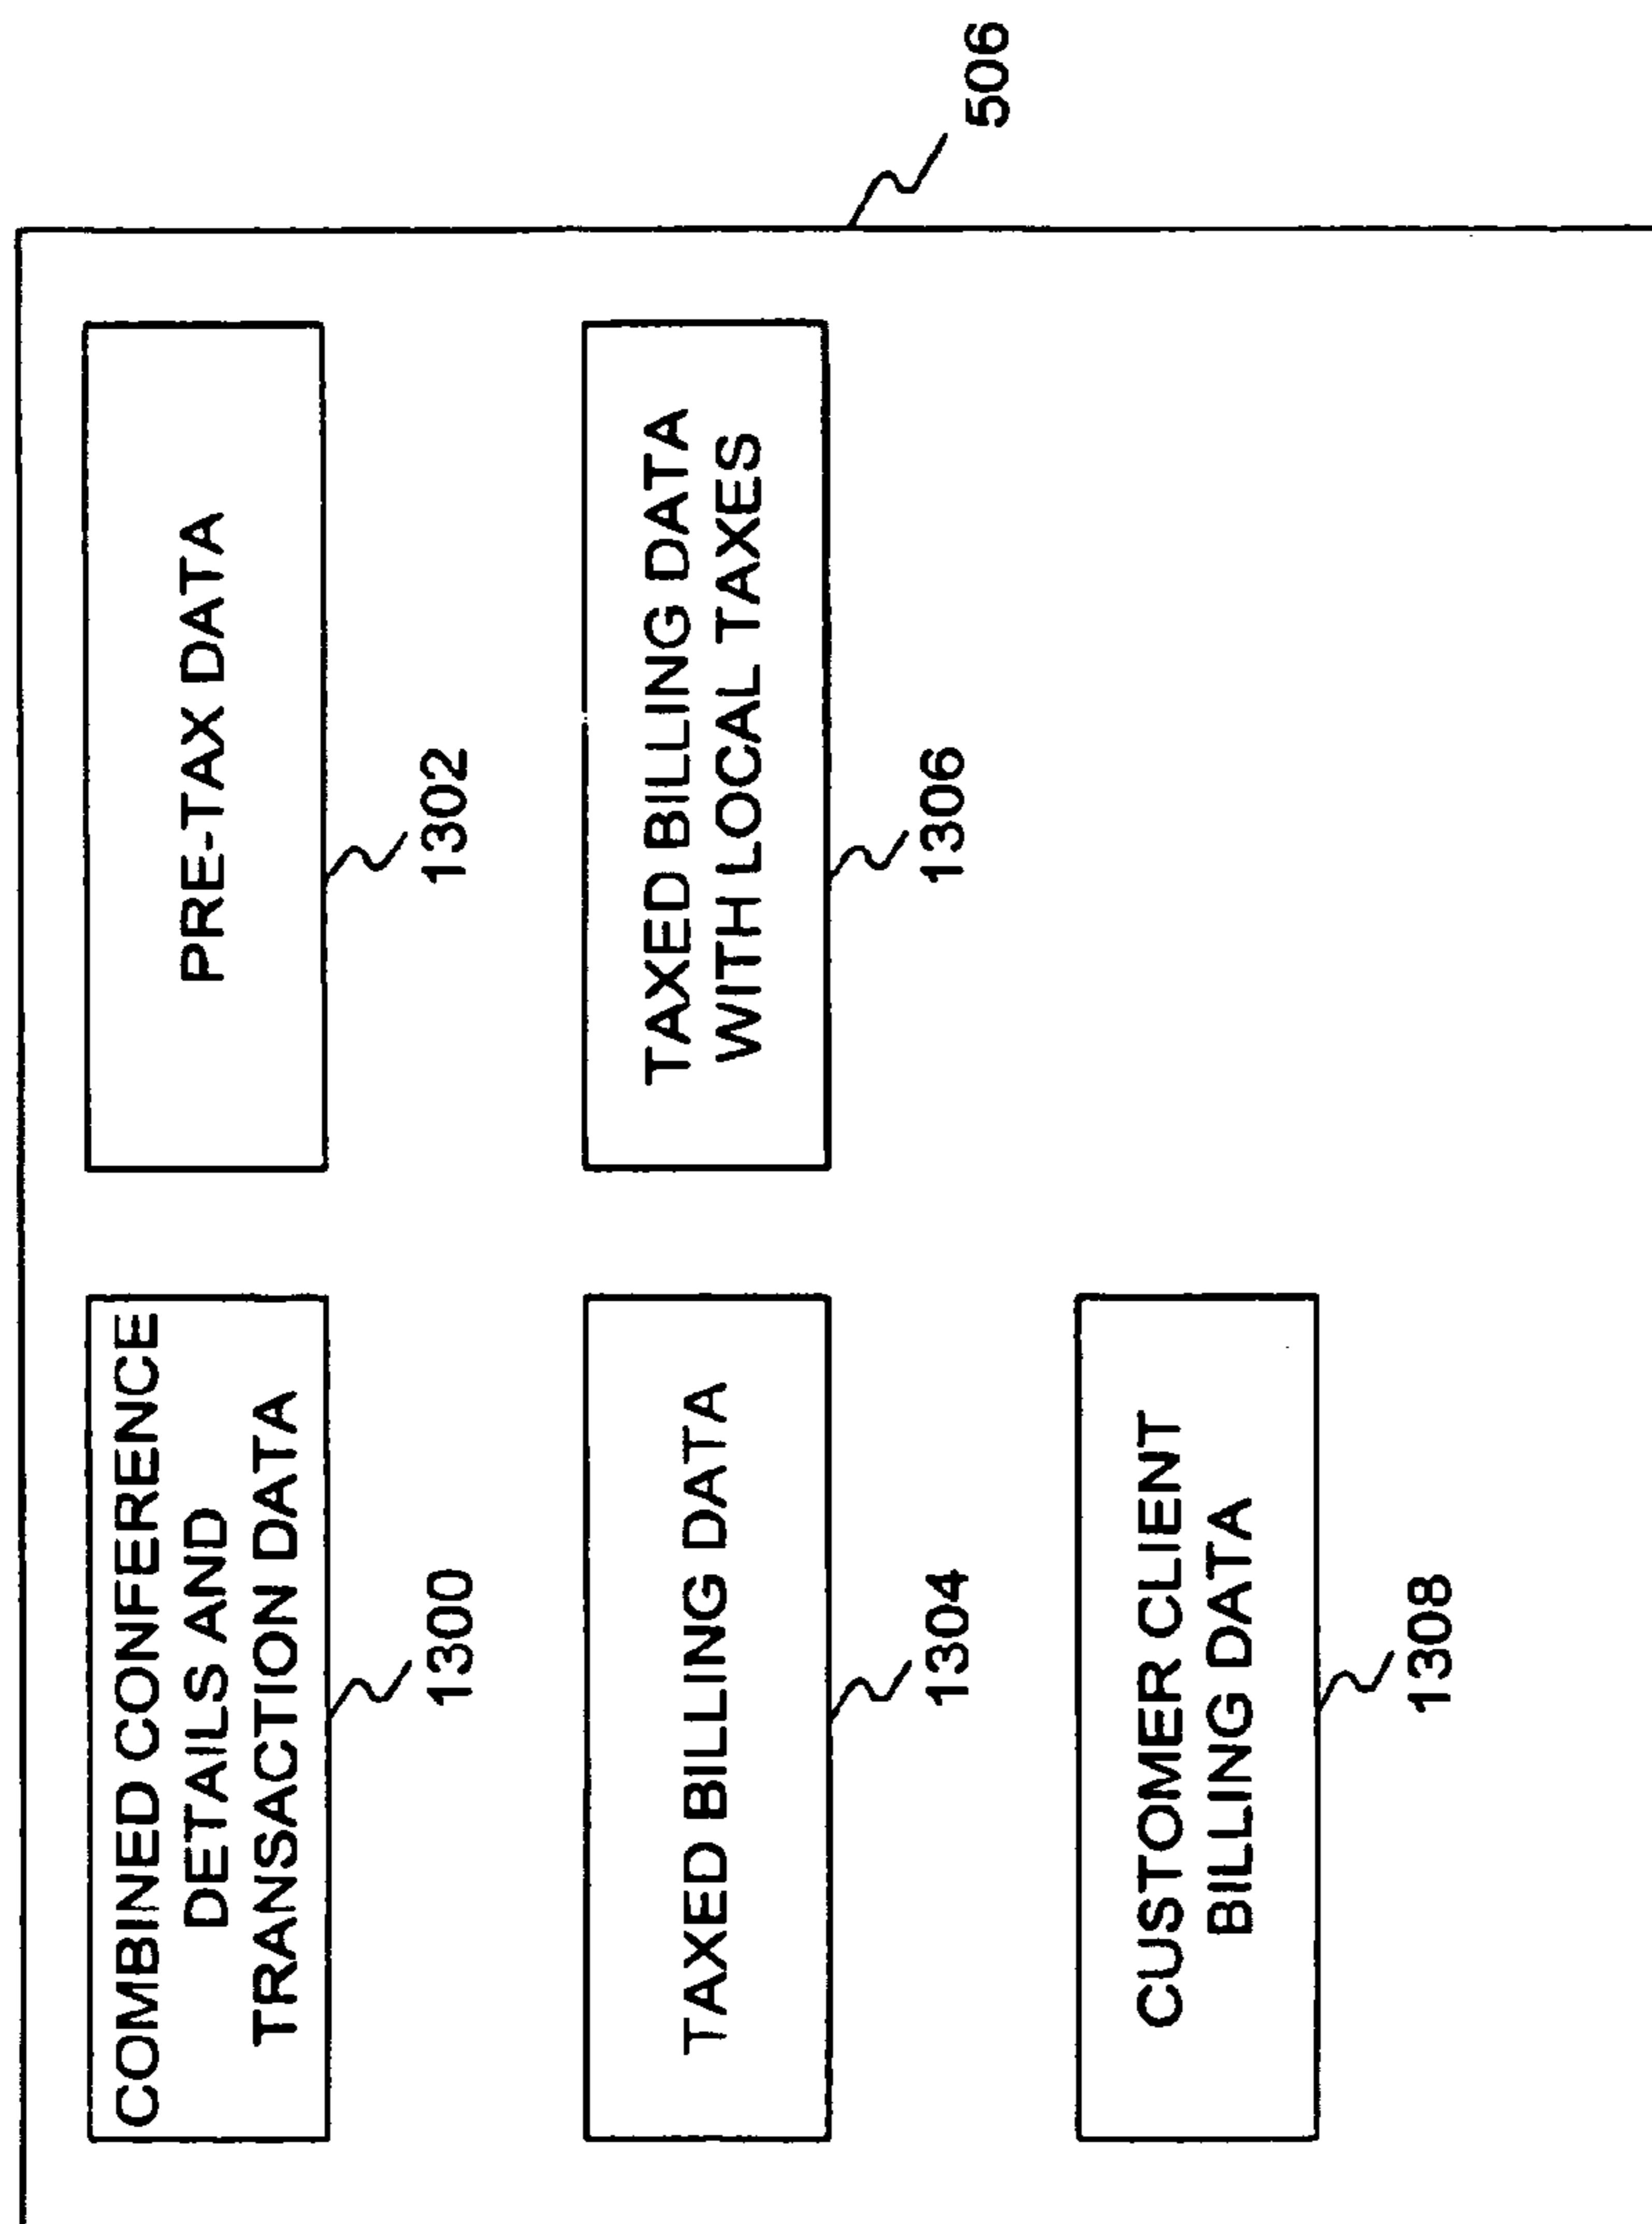 COMBINED CONFERENCE
DETAILS AND
TRANSACTION DATA
1300
PRE-TAX DATA
1302
TAXED BILLING DATA
1304
TAXED BILLING DATA
WITH LOCAL TAXES
1306
CUSTOMER CLIENT
BILLING DATA
1308
506